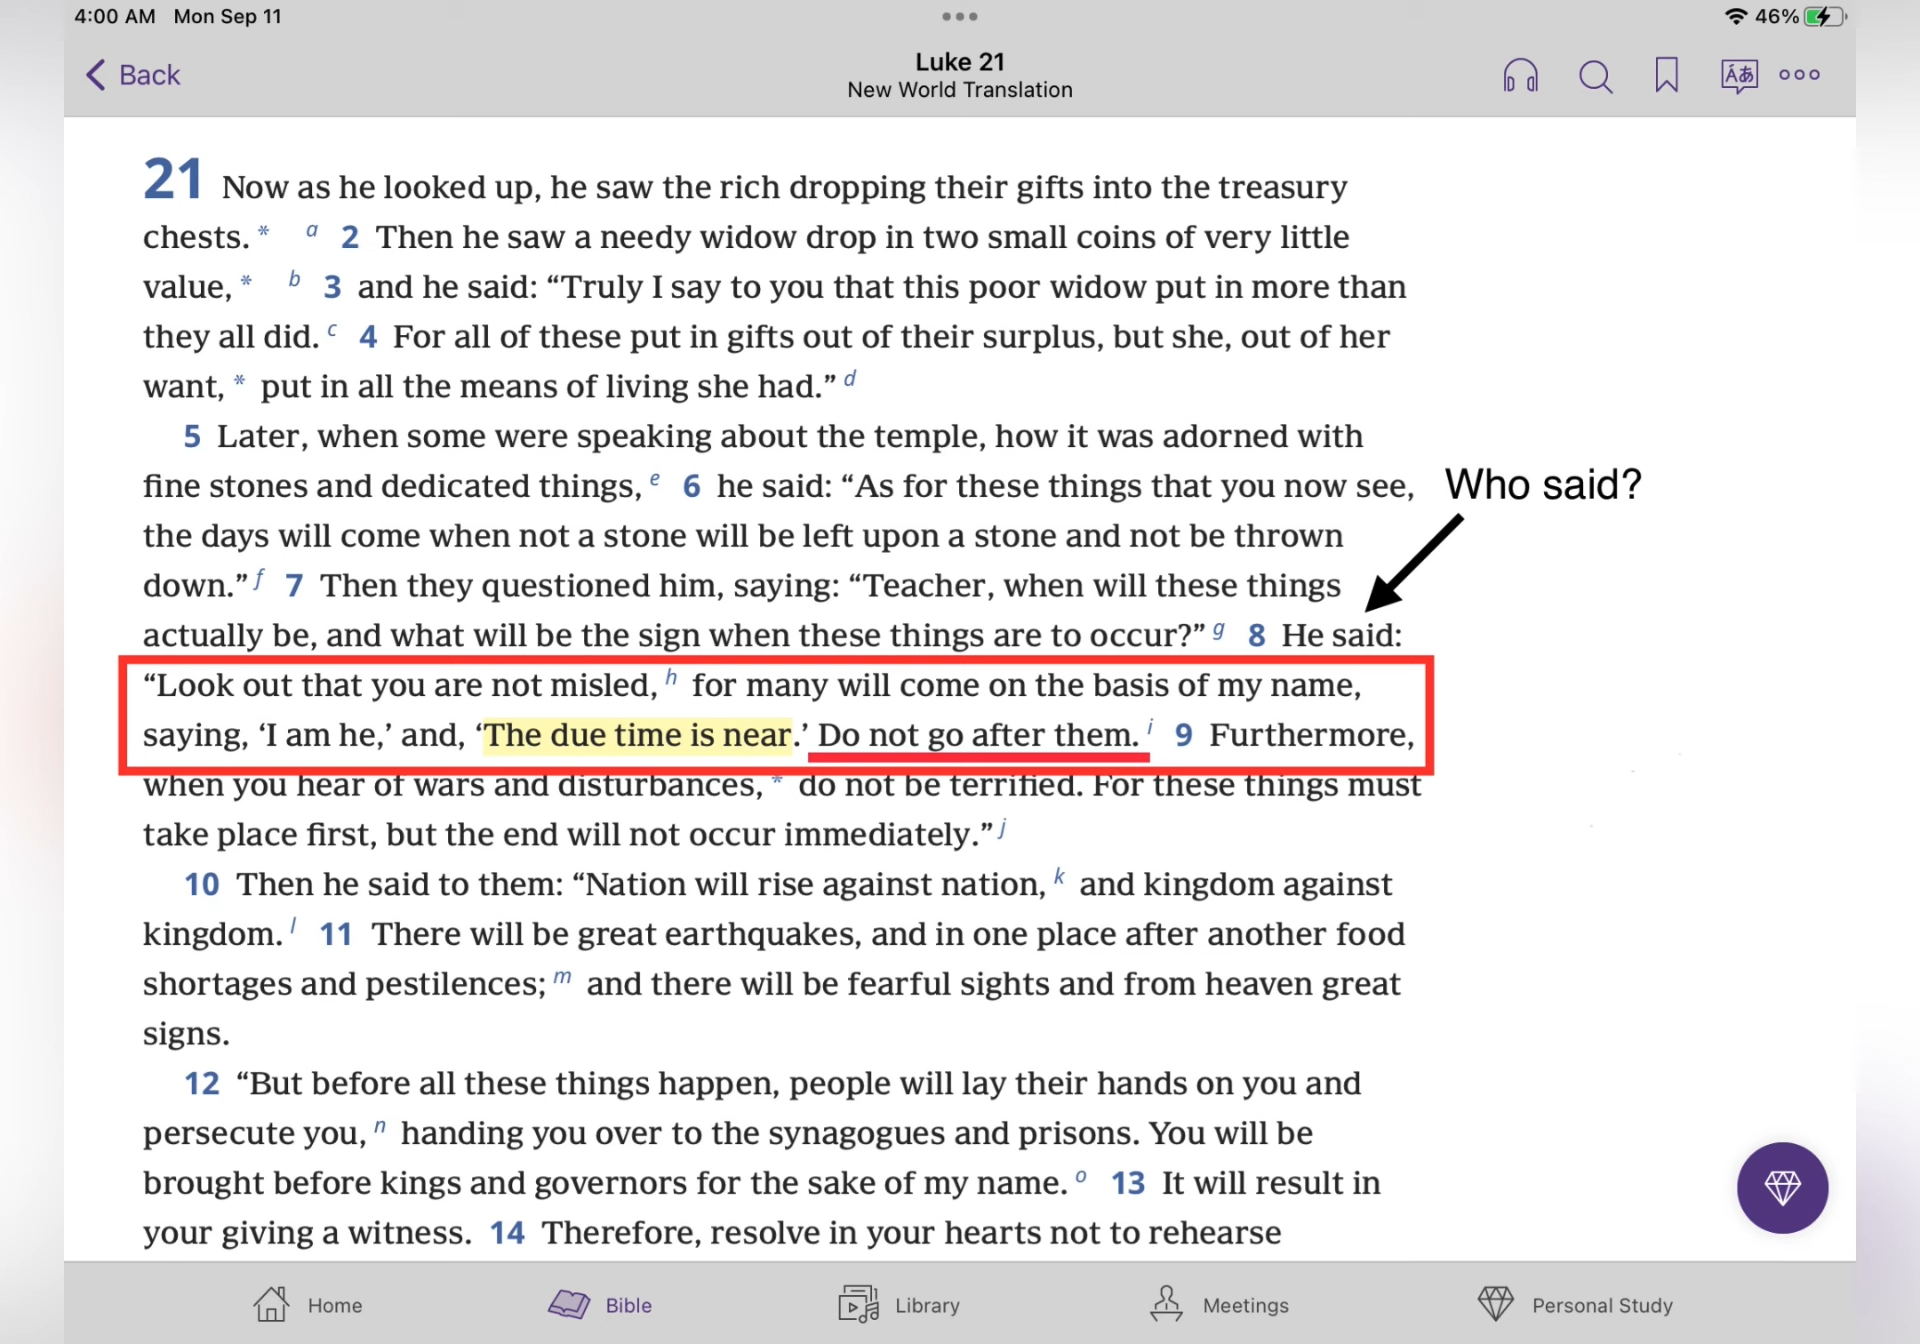 4:00 AM Mon Sep 11
46%
Back
Luke 21
New World Translation
Áあ
21 Now as he looked up, he saw the rich dropping their gifts into the treasury
chests. * a 2 Then he saw a needy widow drop in two small coins of very little
value, * b 3 and he said: “Truly I say to you that this poor widow put in more than
they all did. c 4 For all of these put in gifts out of their surplus, but she, out of her
want, * put in all the means of living she had.” d
5 Later, when some were speaking about the temple, how it was adorned with
fine stones and dedicated things, e 6 he said: “As for these things that you now see,
Who said?
the days will come when not a stone will be left upon a stone and not be thrown
down.” f 7 Then they questioned him, saying: “Teacher, when will these things
actually be, and what will be the sign when these things are to occur?” g 8 He said:
“Look out that you are not misled, h for many will come on the basis of my name,
saying, ‘I am he,’ and, ‘The due time is near.’ Do not go after them. i 9 Furthermore,
when you hear of wars and disturbances, * do not be terrified. For these things must
take place first, but the end will not occur immediately.” j
10 Then he said to them: “Nation will rise against nation, k and kingdom against
kingdom. l 11 There will be great earthquakes, and in one place after another food
shortages and pestilences; m and there will be fearful sights and from heaven great
signs.
12 “But before all these things happen, people will lay their hands on you and
persecute you, n handing you over to the synagogues and prisons. You will be
brought before kings and governors for the sake of my name. o 13 It will result in
your giving a witness. 14 Therefore, resolve in your hearts not to rehearse
Home
Bible
Library
Meetings
Personal Study